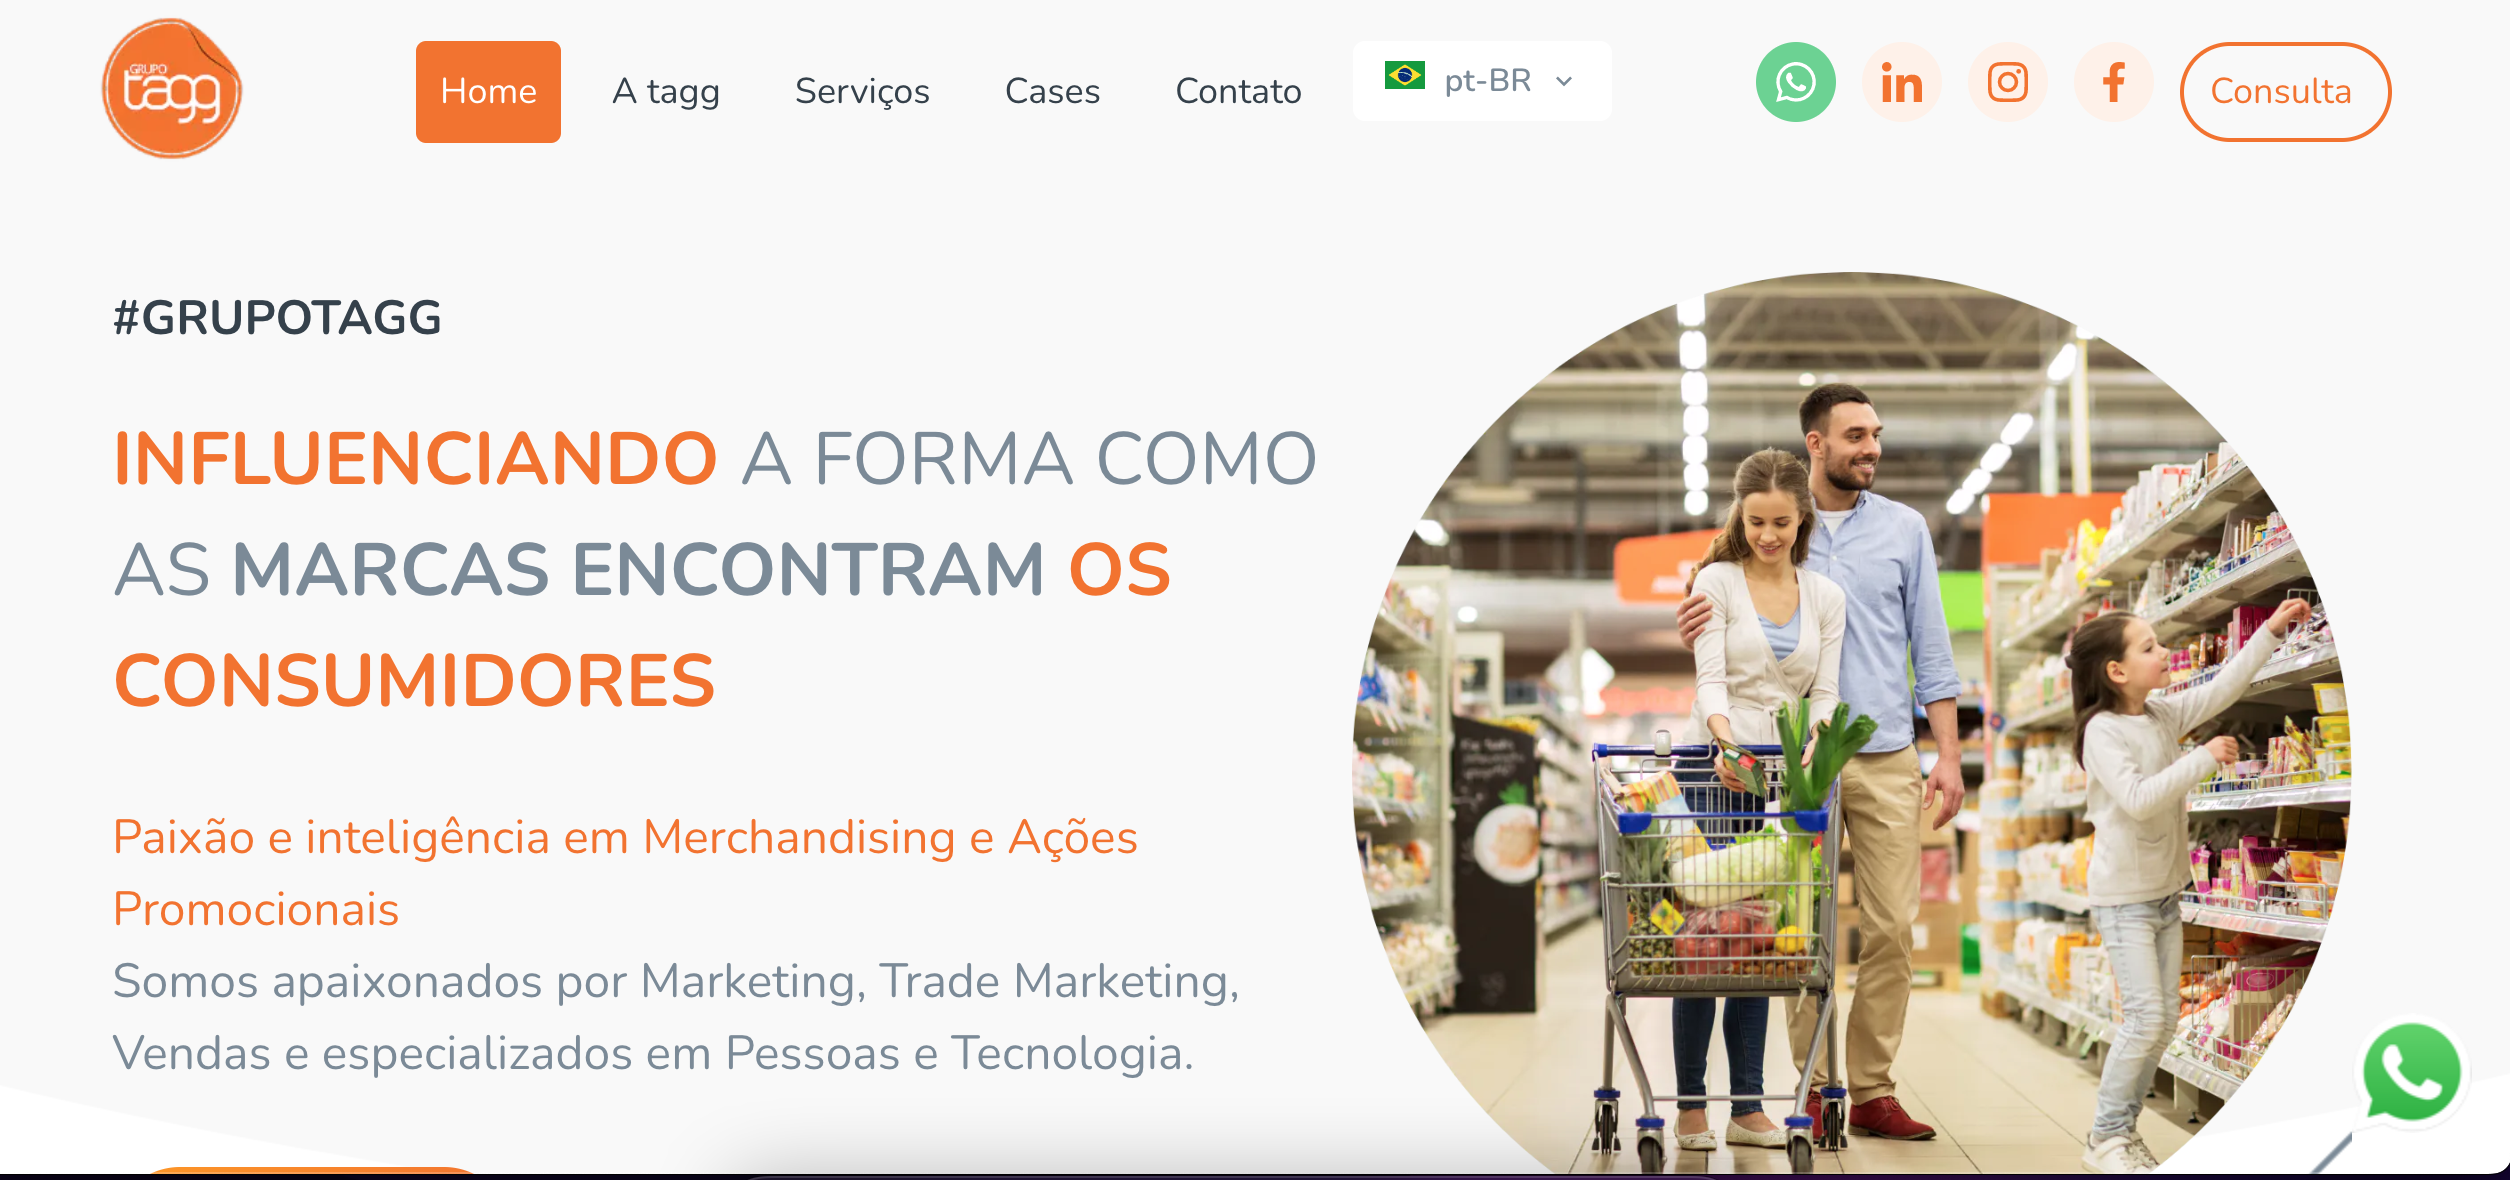 GRUPO
tagg
Home
A tagg
Serviços
Cases
Contato
pt-BR
in
Consulta
#GRUPOTAGG
INFLUENCIANDO A FORMA COMO
AS MARCAS ENCONTRAM OS
CONSUMIDORES
Paixão e inteligência em Merchandising e Ações
Promocionais
Somos apaixonados por Marketing, Trade Marketing,
Vendas e especializados em Pessoas e Tecnologia.